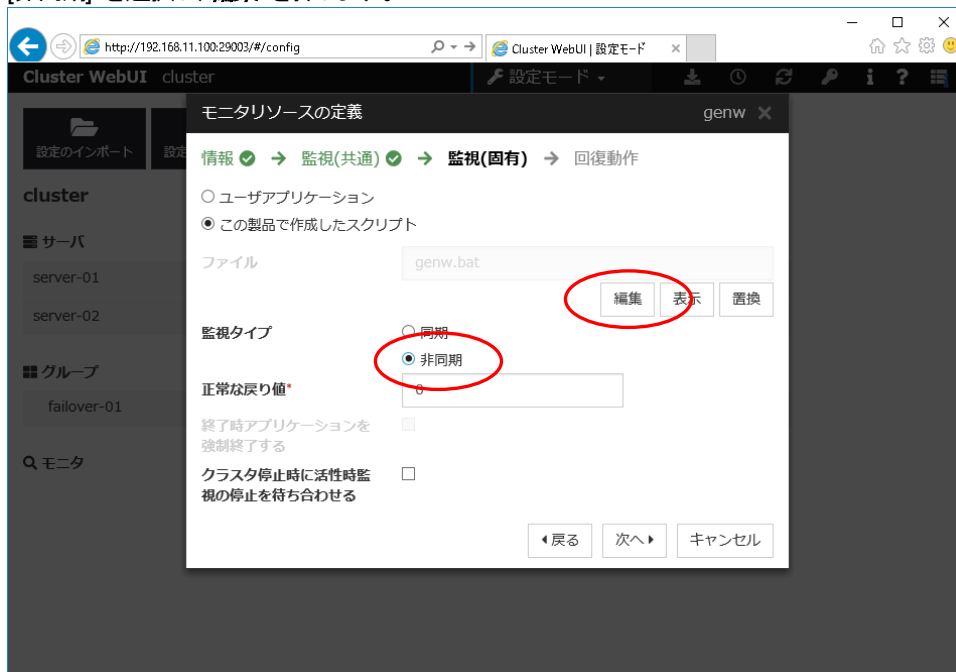 http://192.168.11.100:29003/#/config
Cluster WebUI | 設定モード
Cluster WebUI cluster
設定モード
モニタリソースの定義
genw
設定のインポート
設定
情報 → 監視(共通) → 監視(固有) → 回復動作
cluster
ユーザアプリケーション
この製品で作成したスクリプト
サーバ
ファイル
genw.bat
server-01
編集 表示 置換
server-02
監視タイプ
同期
非同期
グループ
正常な戻り値*
0
failover-01
終了時アプリケーションを
強制終了する
モニタ
クラスタ停止時に活性時監
視の停止を待ち合わせる
戻る 次へ キャンセル